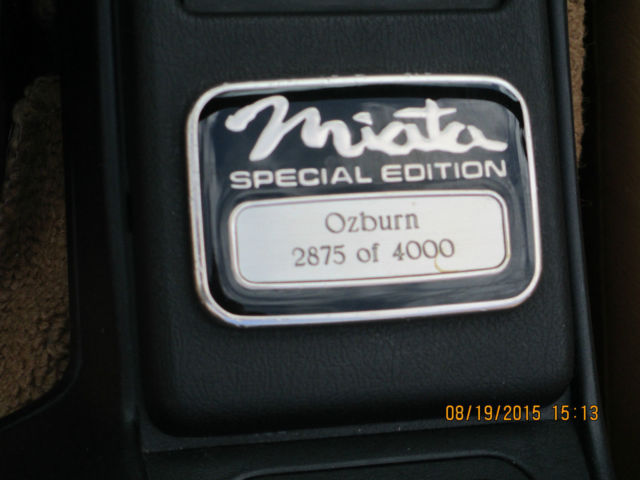 Miata
SPECIAL EDITION
Ozburn
2875 of 4000
08/19/2015 15:13